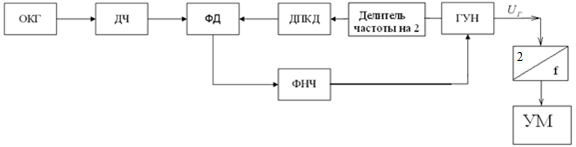 ОКГ
ДЧ
ФД
ДПКД
Делитель
частоты на 2
ГУН
U_Г
2
f
ФНЧ
УМ